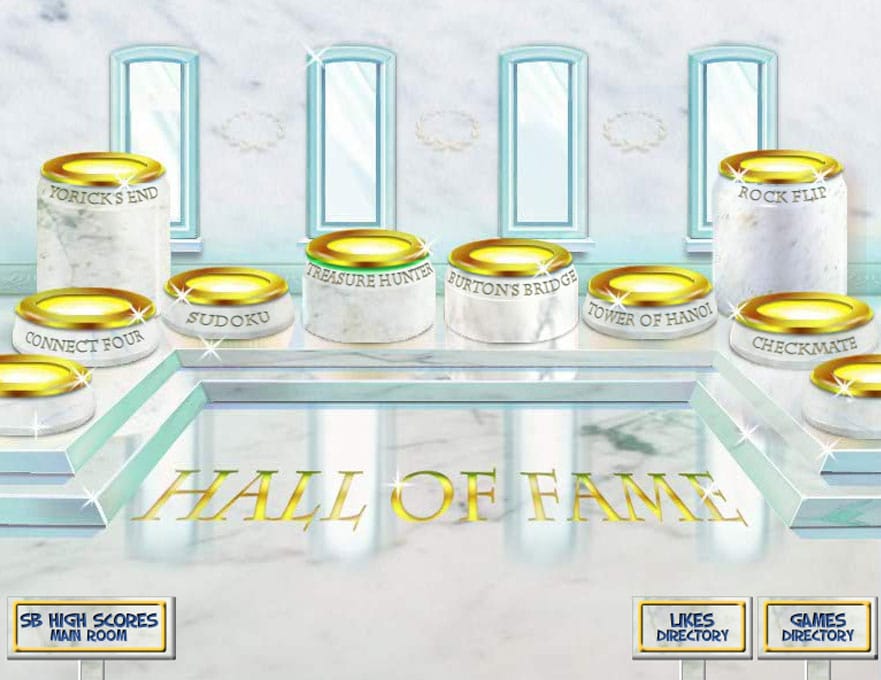 YORICK'S END
ROCK FLIP
TREASURE HUNTER
BURTON'S BRIDGE
SUDOKU
TOWER OF HANOI
CONNECT FOUR
CHECKMATE
HALL OF FAME
SB HIGH SCORES
MAIN ROOM
LIKES
DIRECTORY
GAMES
DIRECTORY